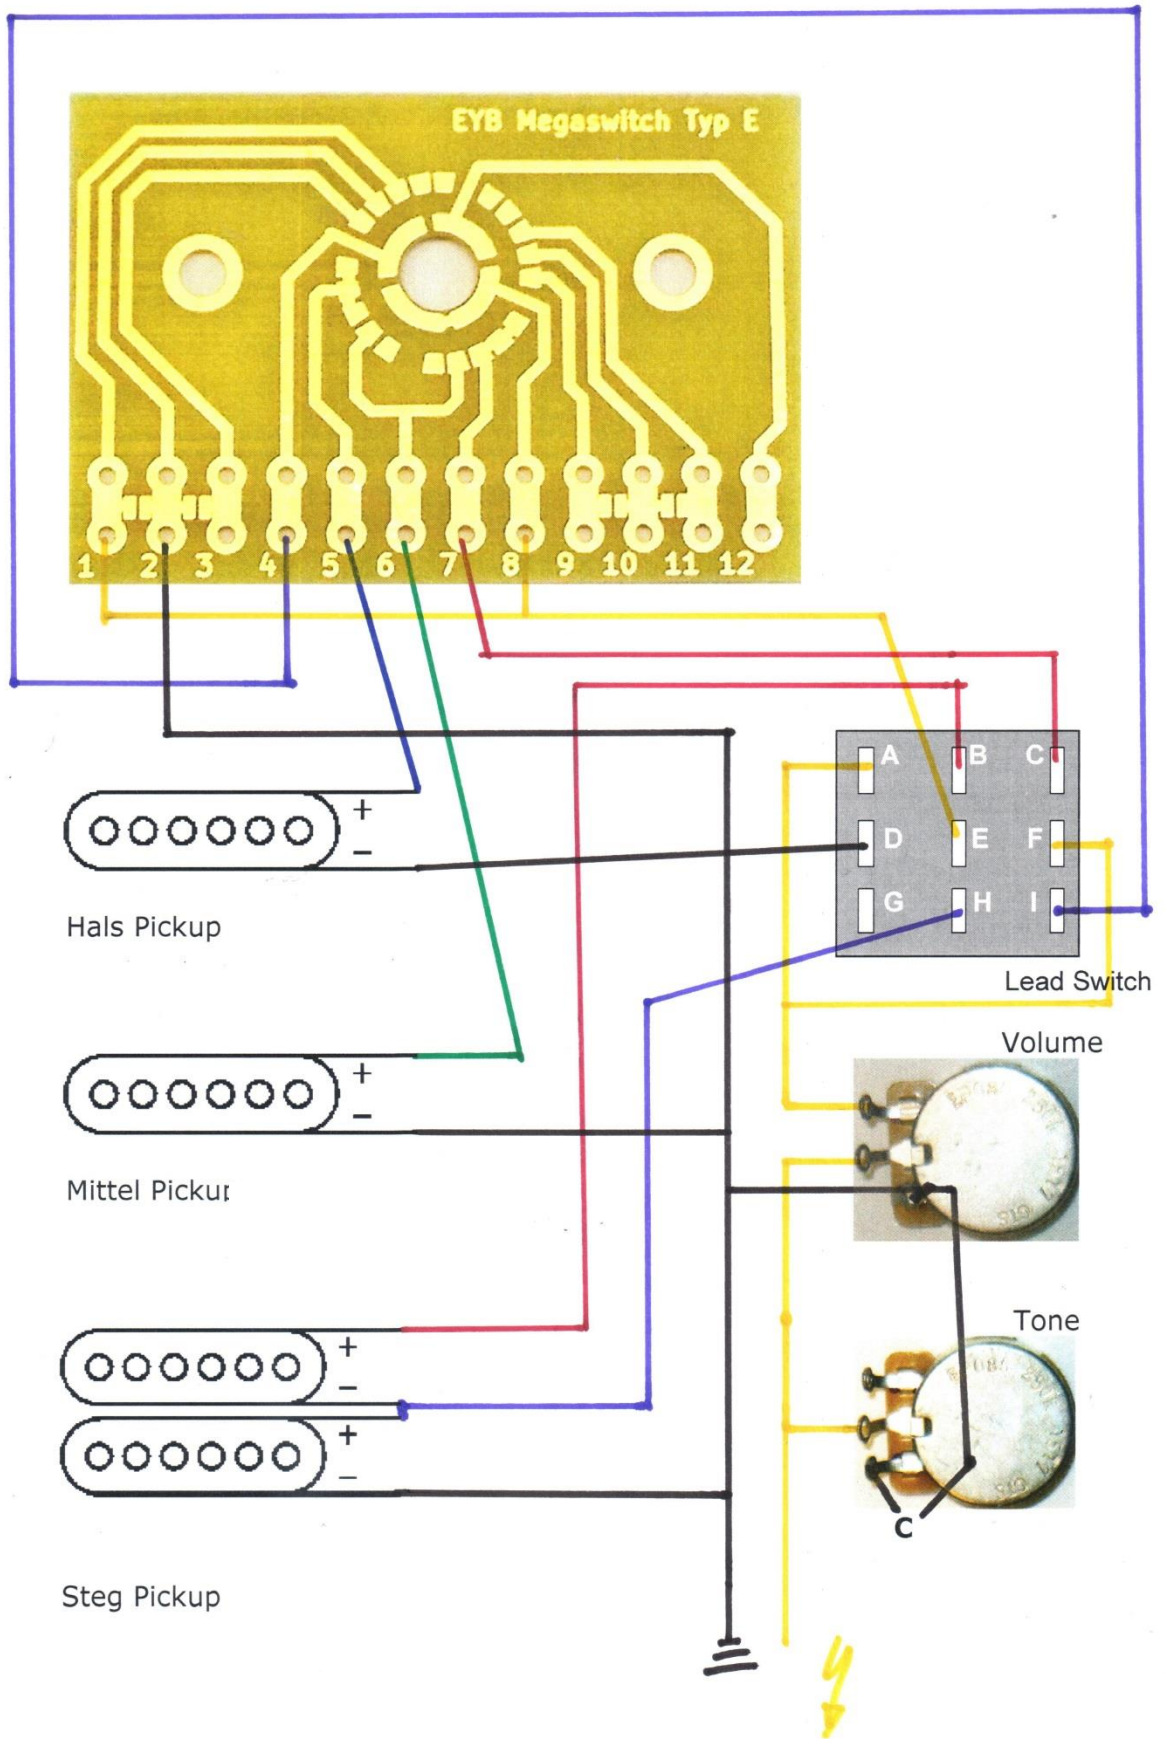 EYB Megaswitch Typ E
1 2 3 4 5 6 7 8 9 10 11 12
A B C
+
D E F
−
G H I
Hals Pickup
Lead Switch
Volume
+
−
Mittel Pickup
Tone
+
−
+
−
C
Steg Pickup